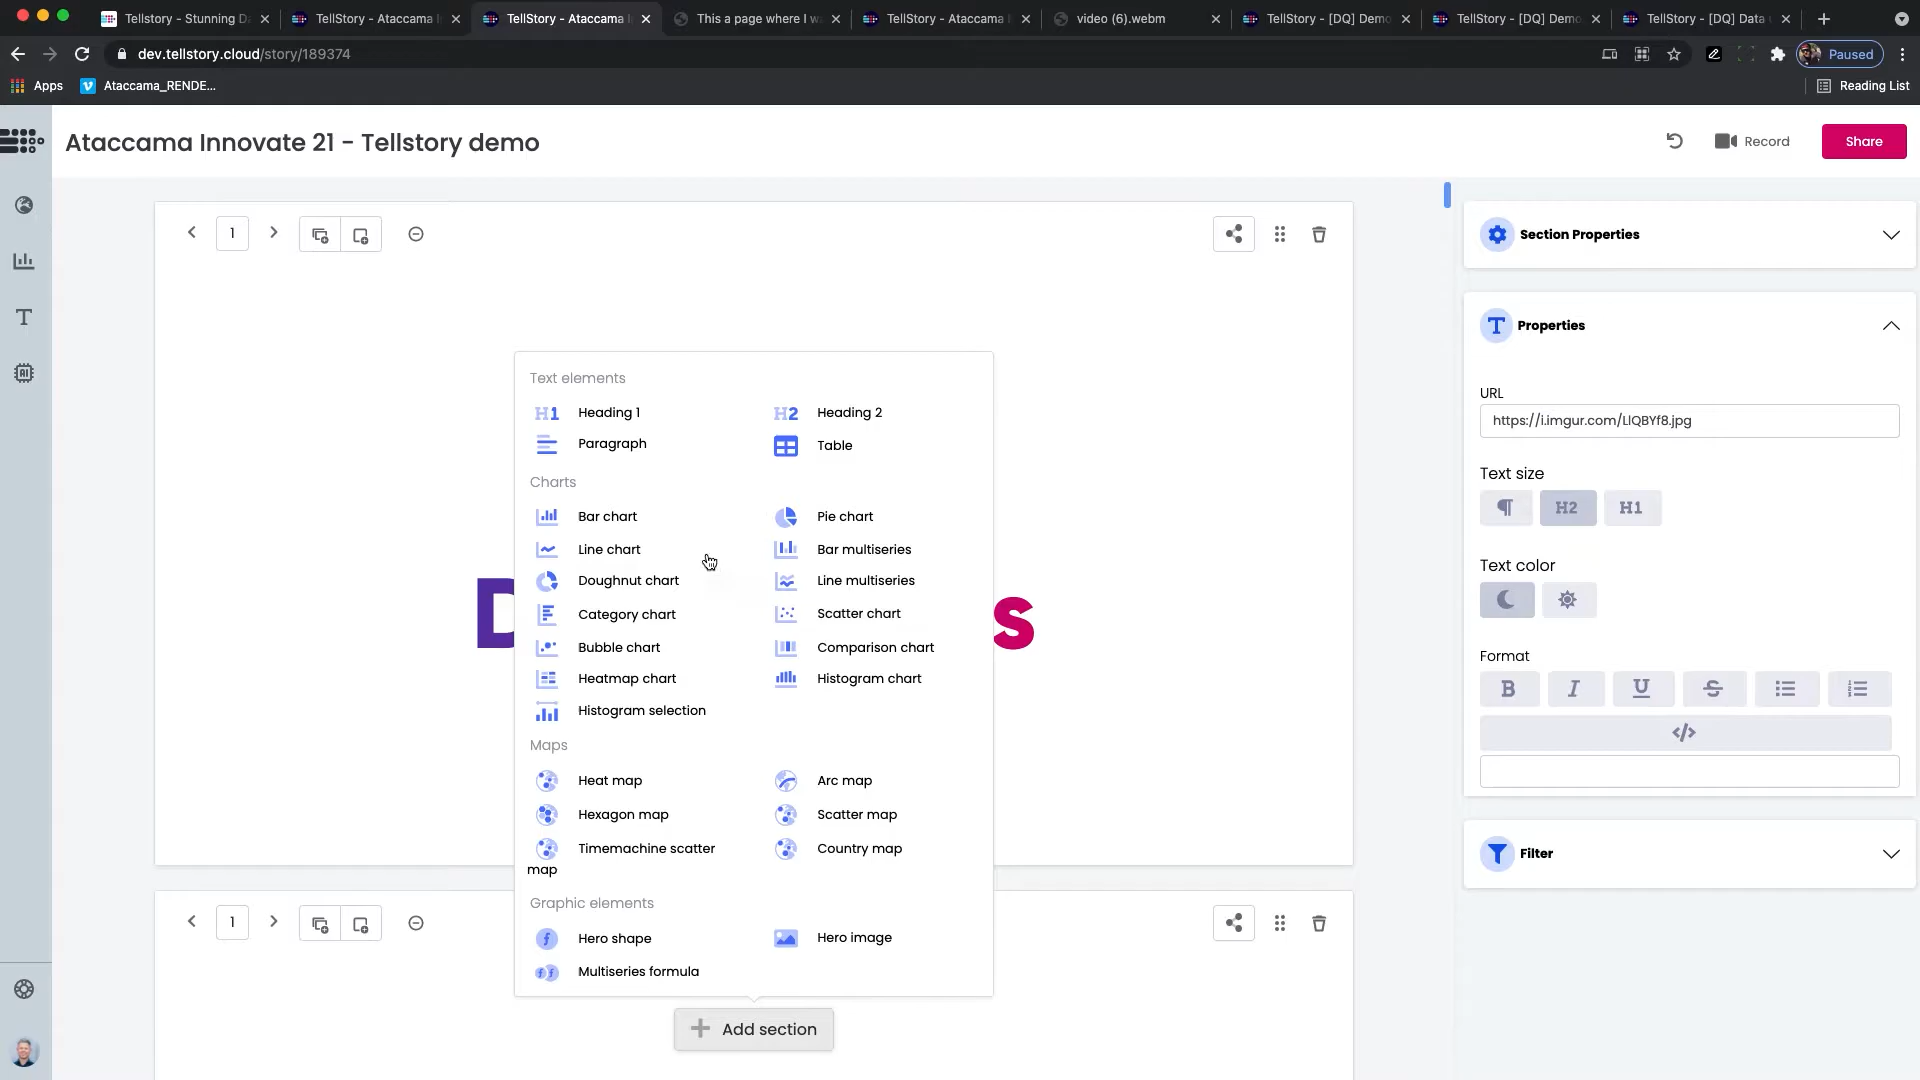 Tellstory - Stunning Da
TellStory - Ataccama I
TellStory - Ataccama I
This a page where I wa
TellStory - Ataccama I
video (6).webm
TellStory - [DQ] Demo
TellStory - [DQ] Demo
TellStory - [DQ] Data
dev.tellstory.cloud/story/189374
Paused
Apps
Ataccama_RENDE...
Reading List
Ataccama Innovate 21 - Tellstory demo
Record
Share
1
Section Properties
Properties
URL
https://i.imgur.com/LlQBYf8.jpg
Text size
H2 H1
Text color
Format
B I U S
</>
Filter
Text elements
H1 Heading 1
H2 Heading 2
Paragraph
Table
Charts
Bar chart
Pie chart
Line chart
Bar multiseries
Doughnut chart
Line multiseries
Category chart
Scatter chart
Bubble chart
Comparison chart
Heatmap chart
Histogram chart
Histogram selection
Maps
Heat map
Arc map
Hexagon map
Scatter map
Timemachine scatter
map
Country map
Graphic elements
Hero shape
Hero image
Multiseries formula
D
s
1
Add section
AI
T